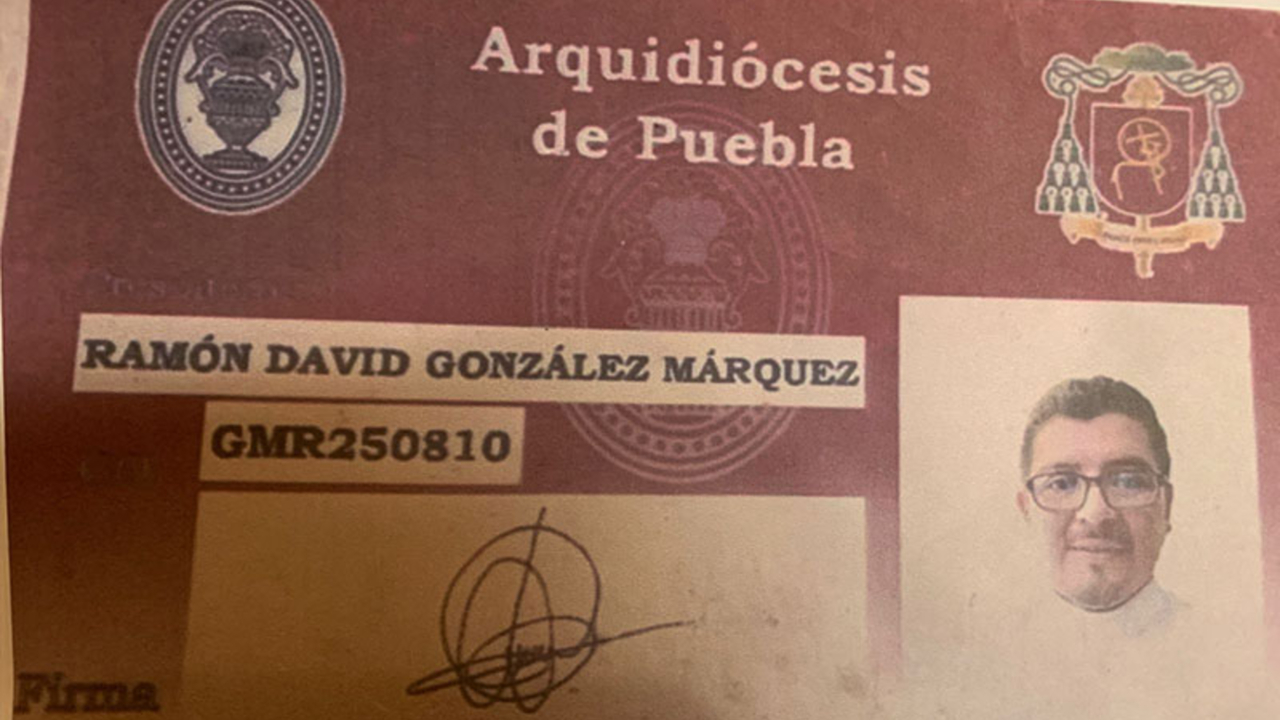 Arquidiócesis
de Puebla
RAMÓN DAVID GONZÁLEZ MÁRQUEZ
GMR250810
Firma